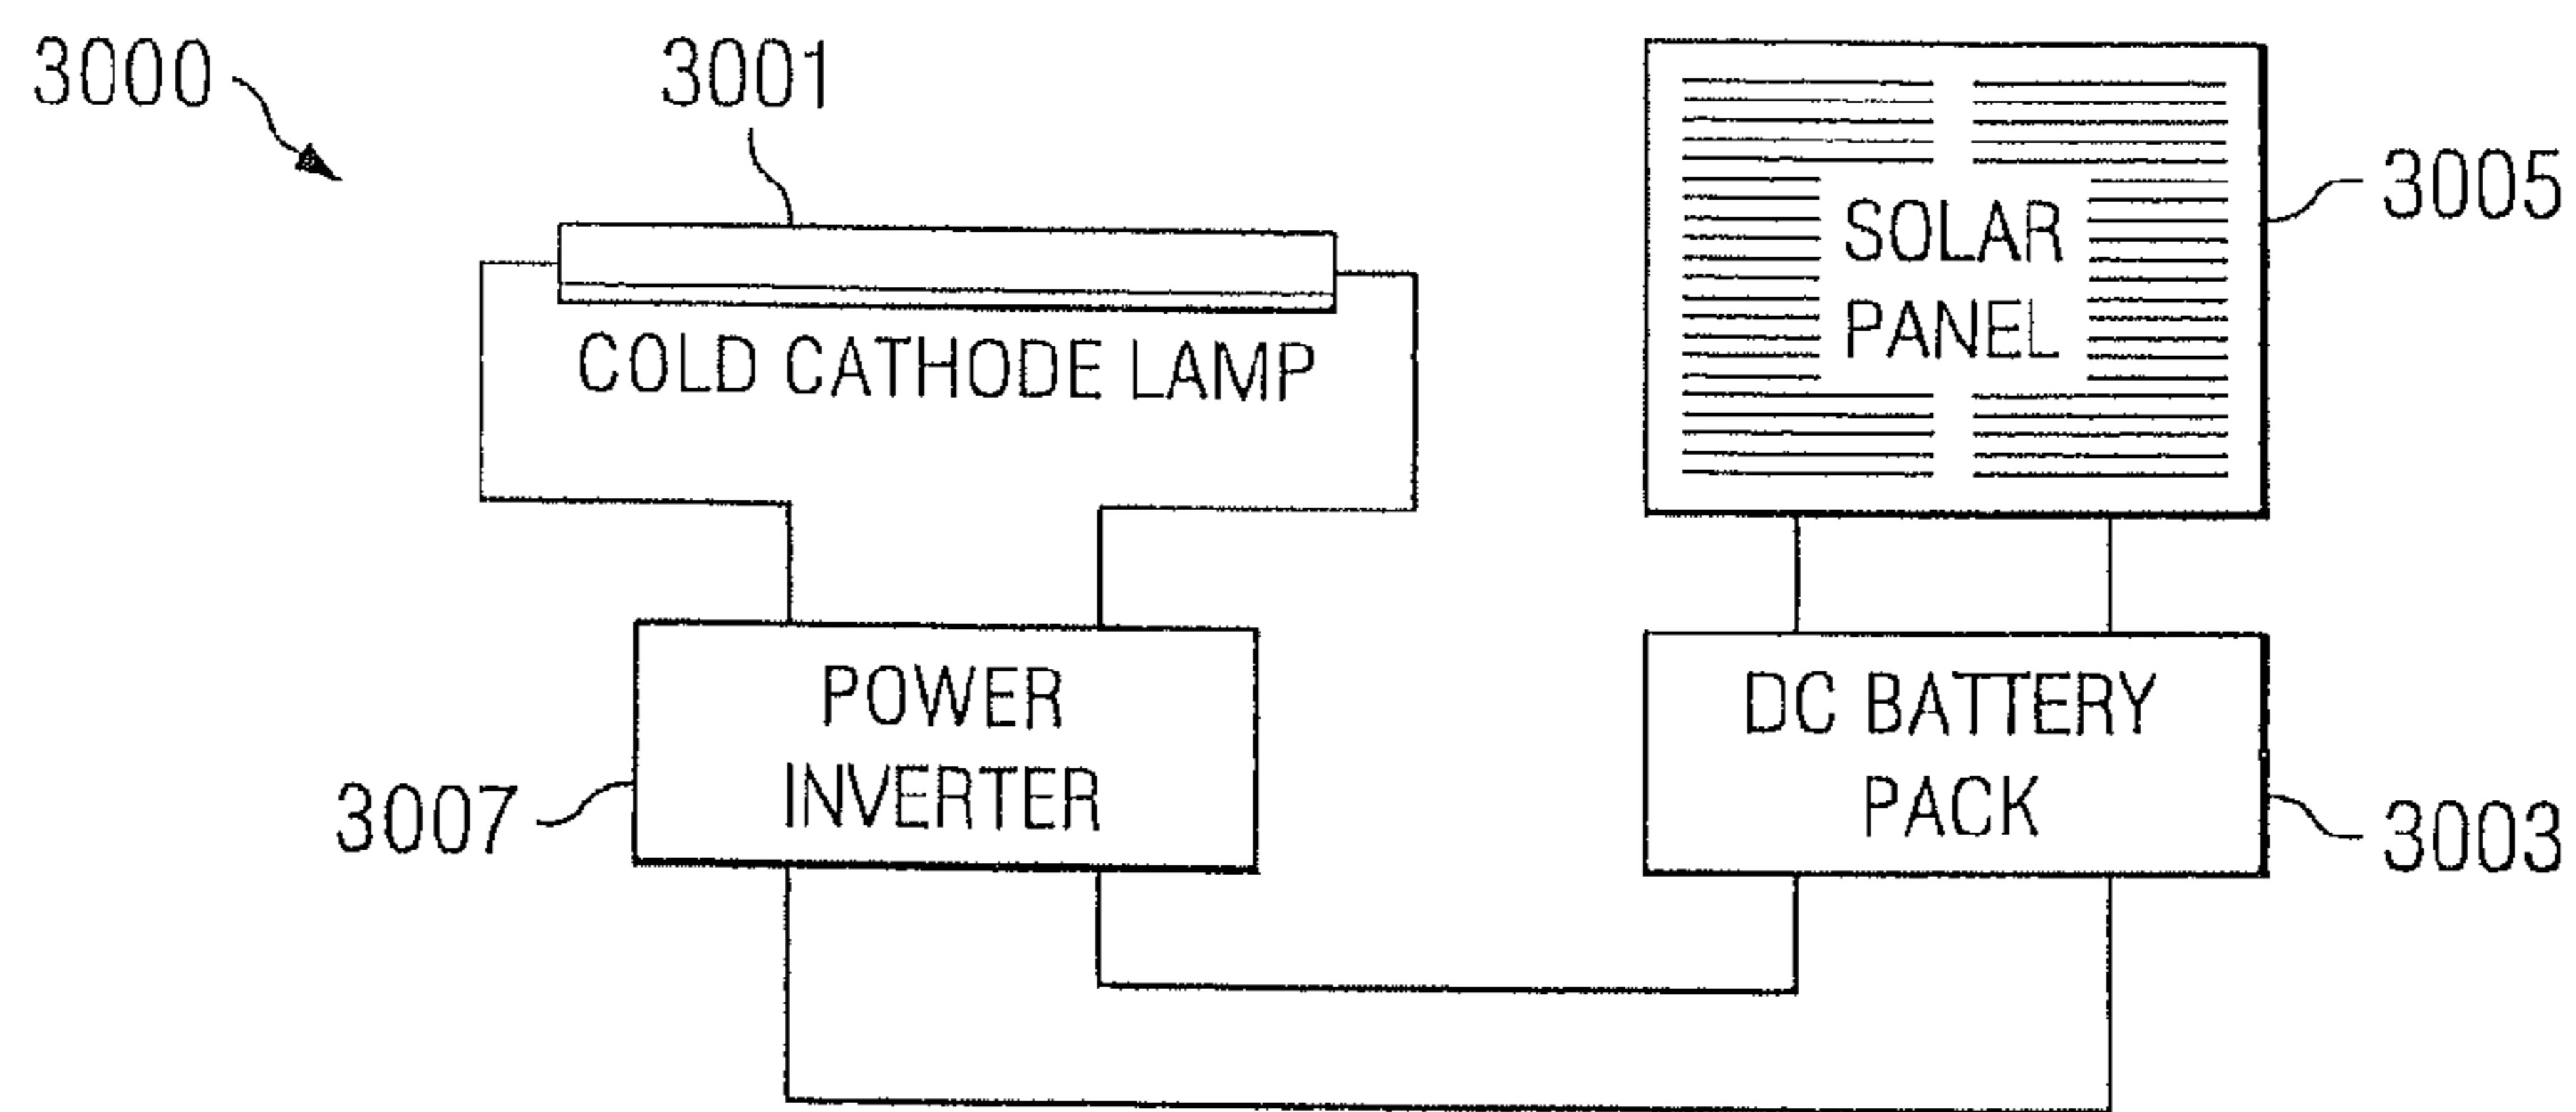 3000
3001
SOLAR
PANEL
3005
COLD CATHODE LAMP
POWER
INVERTER
3007
DC BATTERY
PACK
3003